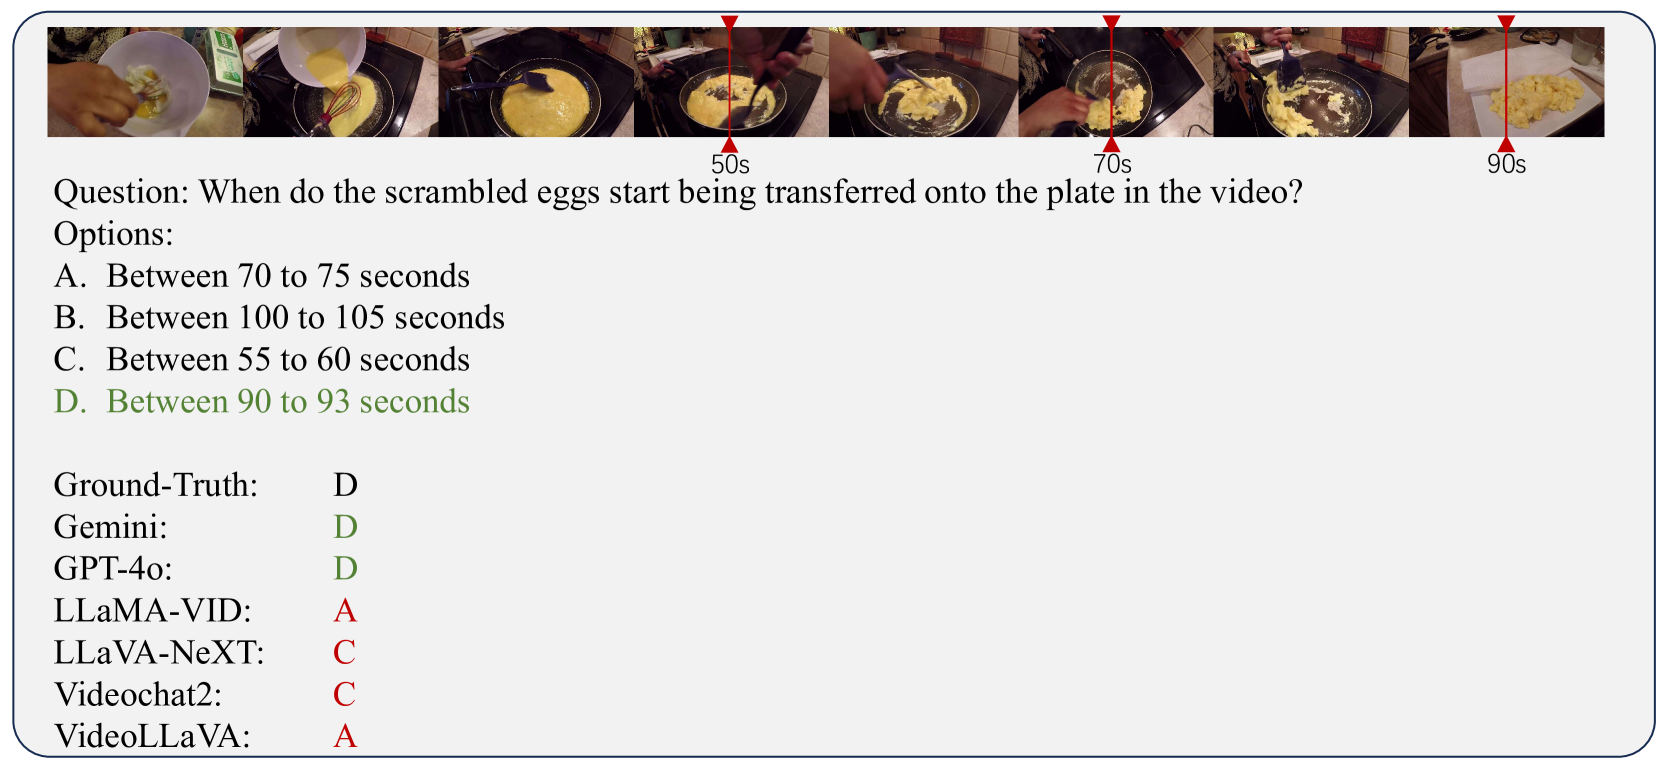 50s 70s 90s
Question: When do the scrambled eggs start being transferred onto the plate in the video?
Options:
A. Between 70 to 75 seconds
B. Between 100 to 105 seconds
C. Between 55 to 60 seconds
D. Between 90 to 93 seconds
Ground-Truth: D
Gemini: D
GPT-4o: D
LLaMA-VID: A
LLaVA-NeXT: C
Videochat2: C
VideoLLaVA: A